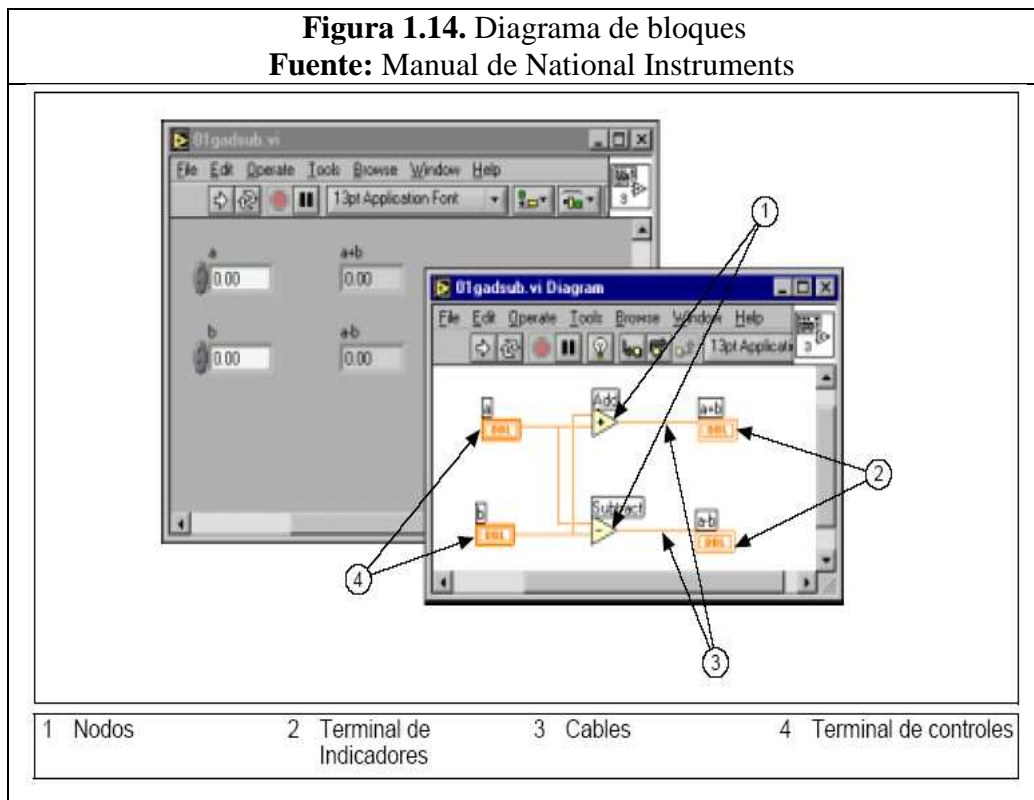 Figura 1.14. Diagrama de bloques
Fuente: Manual de National Instruments
01gadsub.vi
File Edit Operate Tools Browse Window Help
13pt Application Font
3
a
0.00
a+b
0.00
b
0.00
a-b
0.00
01gadsub.vi Diagram
File Edit Operate Tools Browse Window Help
13pt Applicati
3
a
DBL
Add
+
a+b
DBL
b
DBL
Subtract
-
a-b
DBL
1
2
3
4
1 Nodos 2 Terminal de Indicadores 3 Cables 4 Terminal de controles